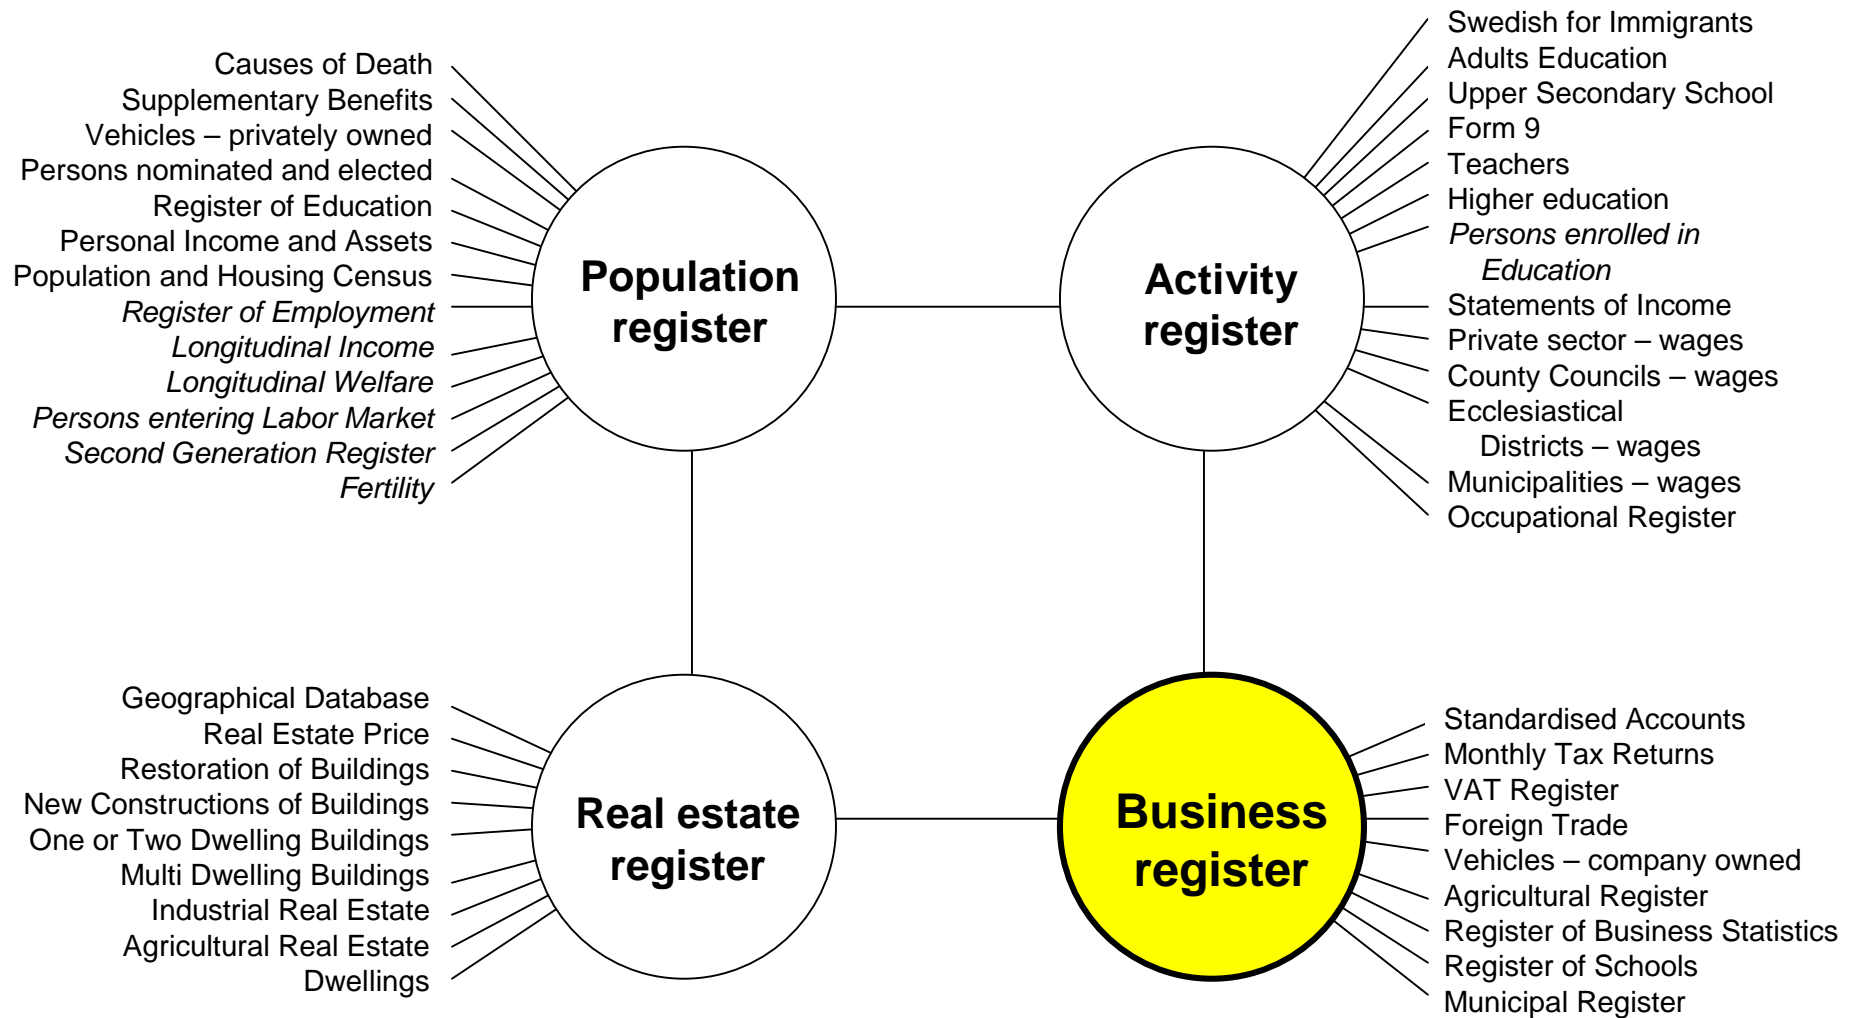 Causes of Death
Supplementary Benefits
Vehicles – privately owned
Persons nominated and elected
Register of Education
Personal Income and Assets
Population and Housing Census
Register of Employment
Longitudinal Income
Longitudinal Welfare
Persons entering Labor Market
Second Generation Register
Fertility
Population
register
Activity
register
Swedish for Immigrants
Adults Education
Upper Secondary School
Form 9
Teachers
Higher education
Persons enrolled in
Education
Statements of Income
Private sector – wages
County Councils – wages
Ecclesiastical
Districts – wages
Municipalities – wages
Occupational Register
Geographical Database
Real Estate Price
Restoration of Buildings
New Constructions of Buildings
One or Two Dwelling Buildings
Multi Dwelling Buildings
Industrial Real Estate
Agricultural Real Estate
Dwellings
Real estate
register
Business
register
Standardised Accounts
Monthly Tax Returns
VAT Register
Foreign Trade
Vehicles – company owned
Agricultural Register
Register of Business Statistics
Register of Schools
Municipal Register